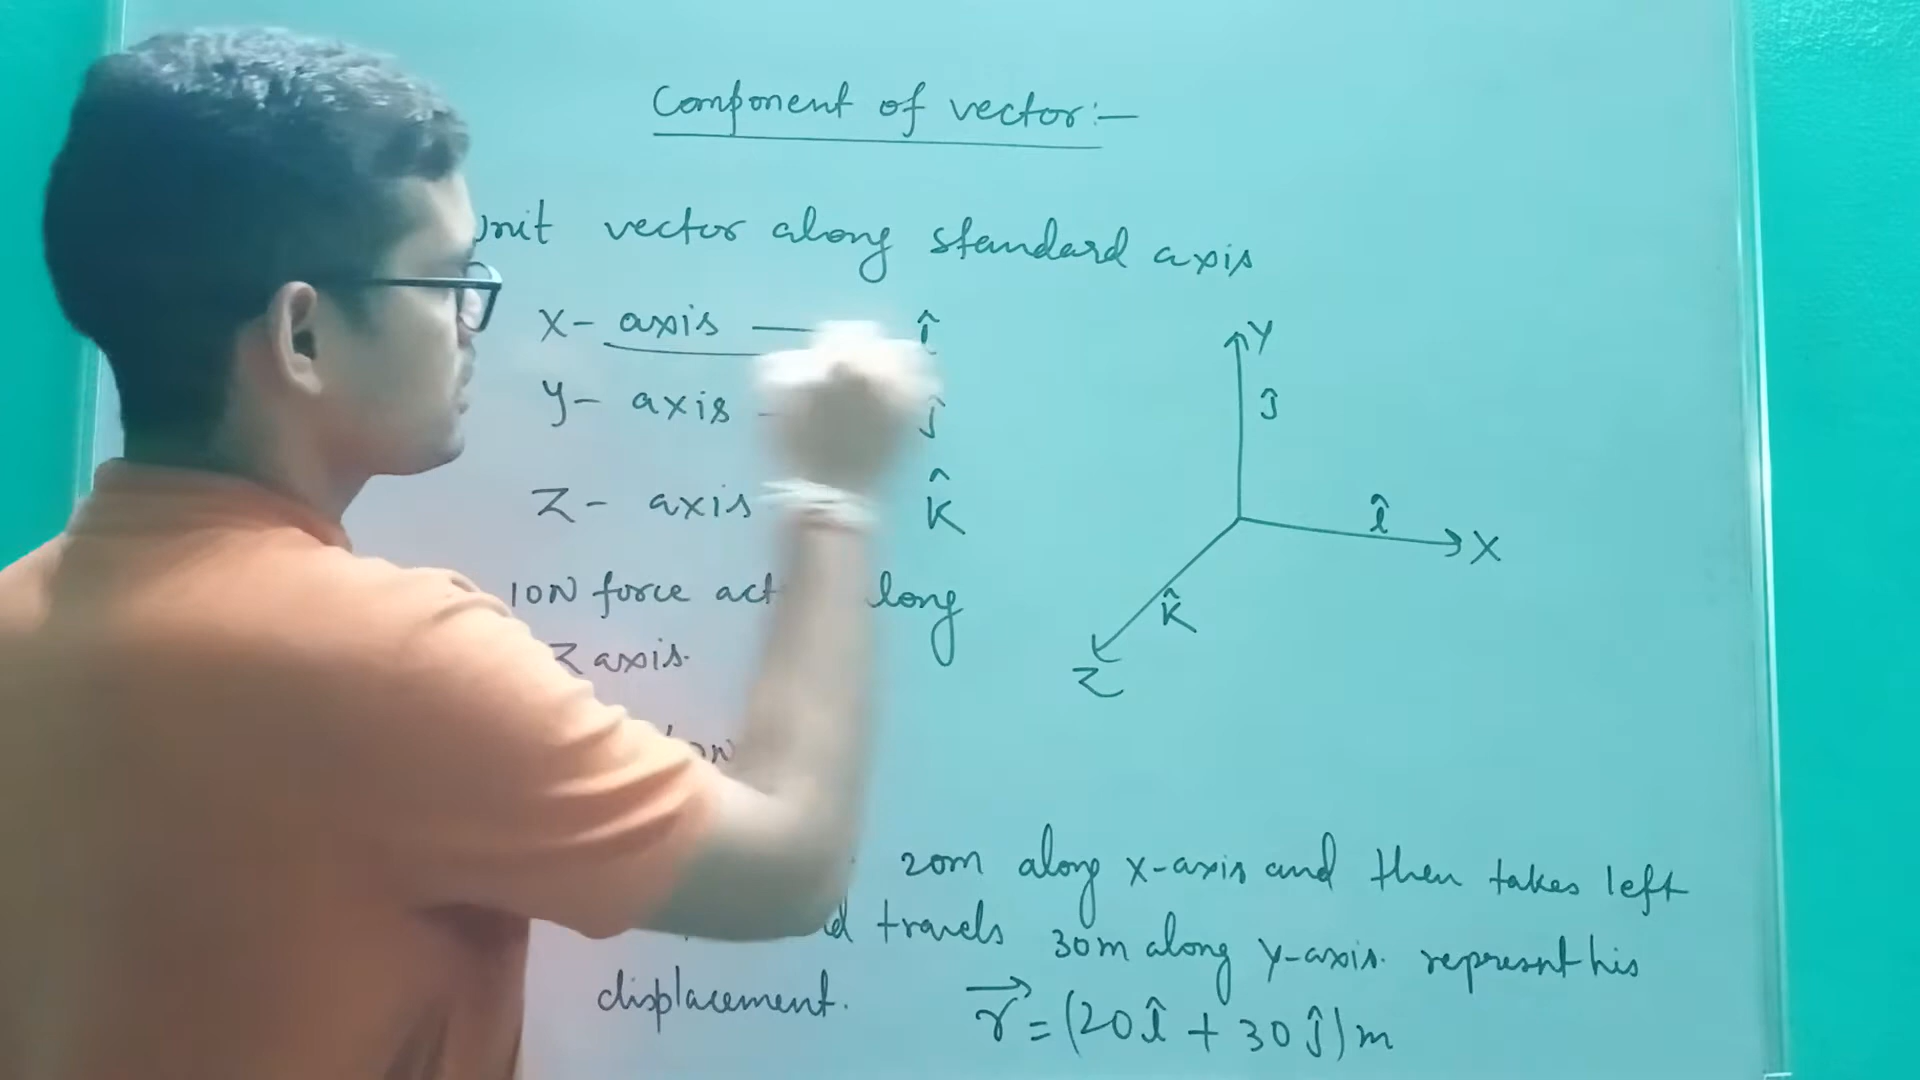 Component of vector:-
Unit vector along standard axis
X- axis — î
y- axis - ĵ
Z- axis K̂
10N force act long
Z axis.
Y
ĵ
î
X
K̂
Z
20m along x-axis and then takes left
travels 30m along y-axis. represent his
displacement. r⃗ = (20î + 30ĵ)m